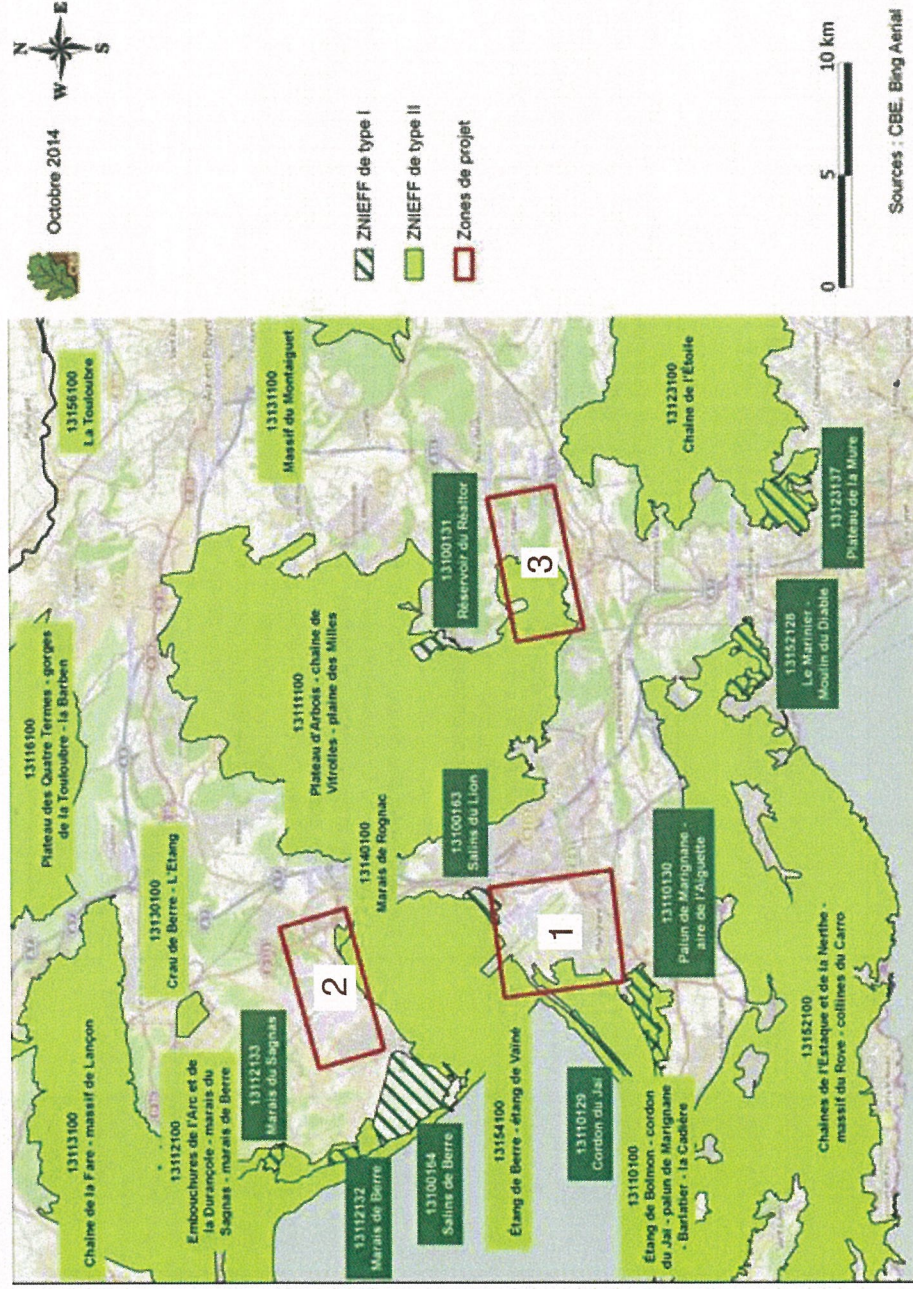 13113100
Chaine de la Fare - massif de Lançon
13116100
Plateau des Quatre Termes - gorges
de la Touloubre - la Barben
13156100
La Touloubre
13130100
Crau de Berre - L'Etang
13112100
Embouchures de l'Arc et de
la Durançole - marais du
Sagnas - marais de Berre
13112133
Marais du Sagnas
13111100
Plateau d'Arbois - chaine de
Vitrolles - plaine des Milles
13131100
Massif du Montaiguet
13140100
Marais de Rognac
2
13112132
Marais de Berre
13100164
Salins de Berre
13100163
Salins du Lion
13100131
Réservoir du Réaltor
3
13154100
Étang de Berre - étang de Vaïne
1
13110129
Cordon du Jaï
13123100
Chaine de l'Étoile
13110100
Étang de Bolmon - cordon
du Jaï - palun de Marignane
- Barlatier - la Cadière
13110130
Palun de Marignane -
aire de l'Aiguette
13152128
Le Marinier -
Moulin du Diable
13123137
Plateau de la Mure
13152100
Chaines de l'Estaque et de la Nerthe -
massif du Rove - collines du Carro
Octobre 2014
N
W
E
S
ZNIEFF de type I
ZNIEFF de type II
Zones de projet
0
5
10 km
Sources : CBE, Bing Aerial